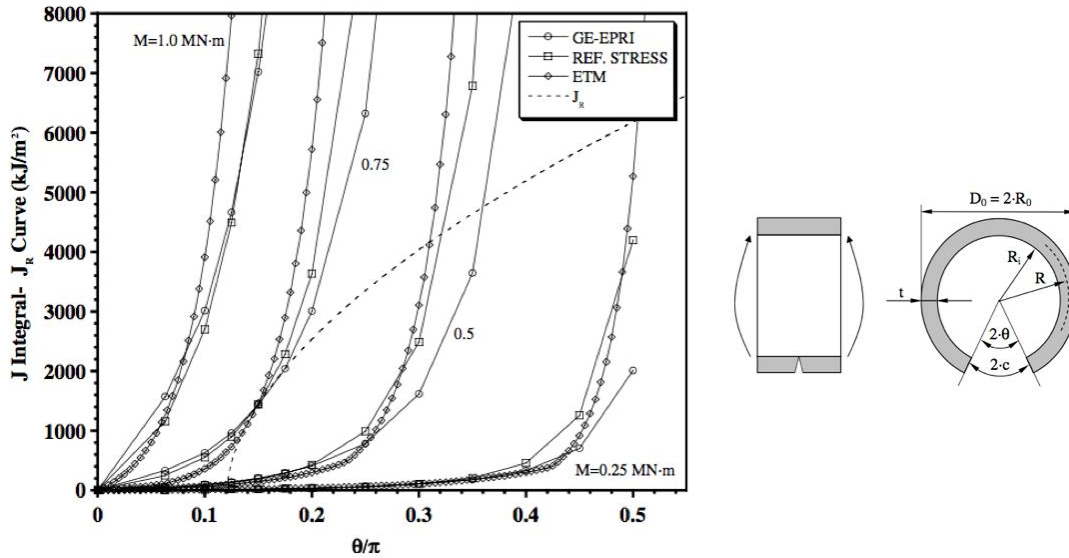 8000
7000
6000
5000
4000
3000
2000
1000
0
J Integral- J_R Curve (kJ/m²)
M=1.0 MN·m
GE-EPRI
REF. STRESS
ETM
J_R
0.75
0.5
M=0.25 MN·m
0 0.1 0.2 0.3 0.4 0.5
θ/π
D₀ = 2·R₀
R_i
R
t
2·θ
2·c